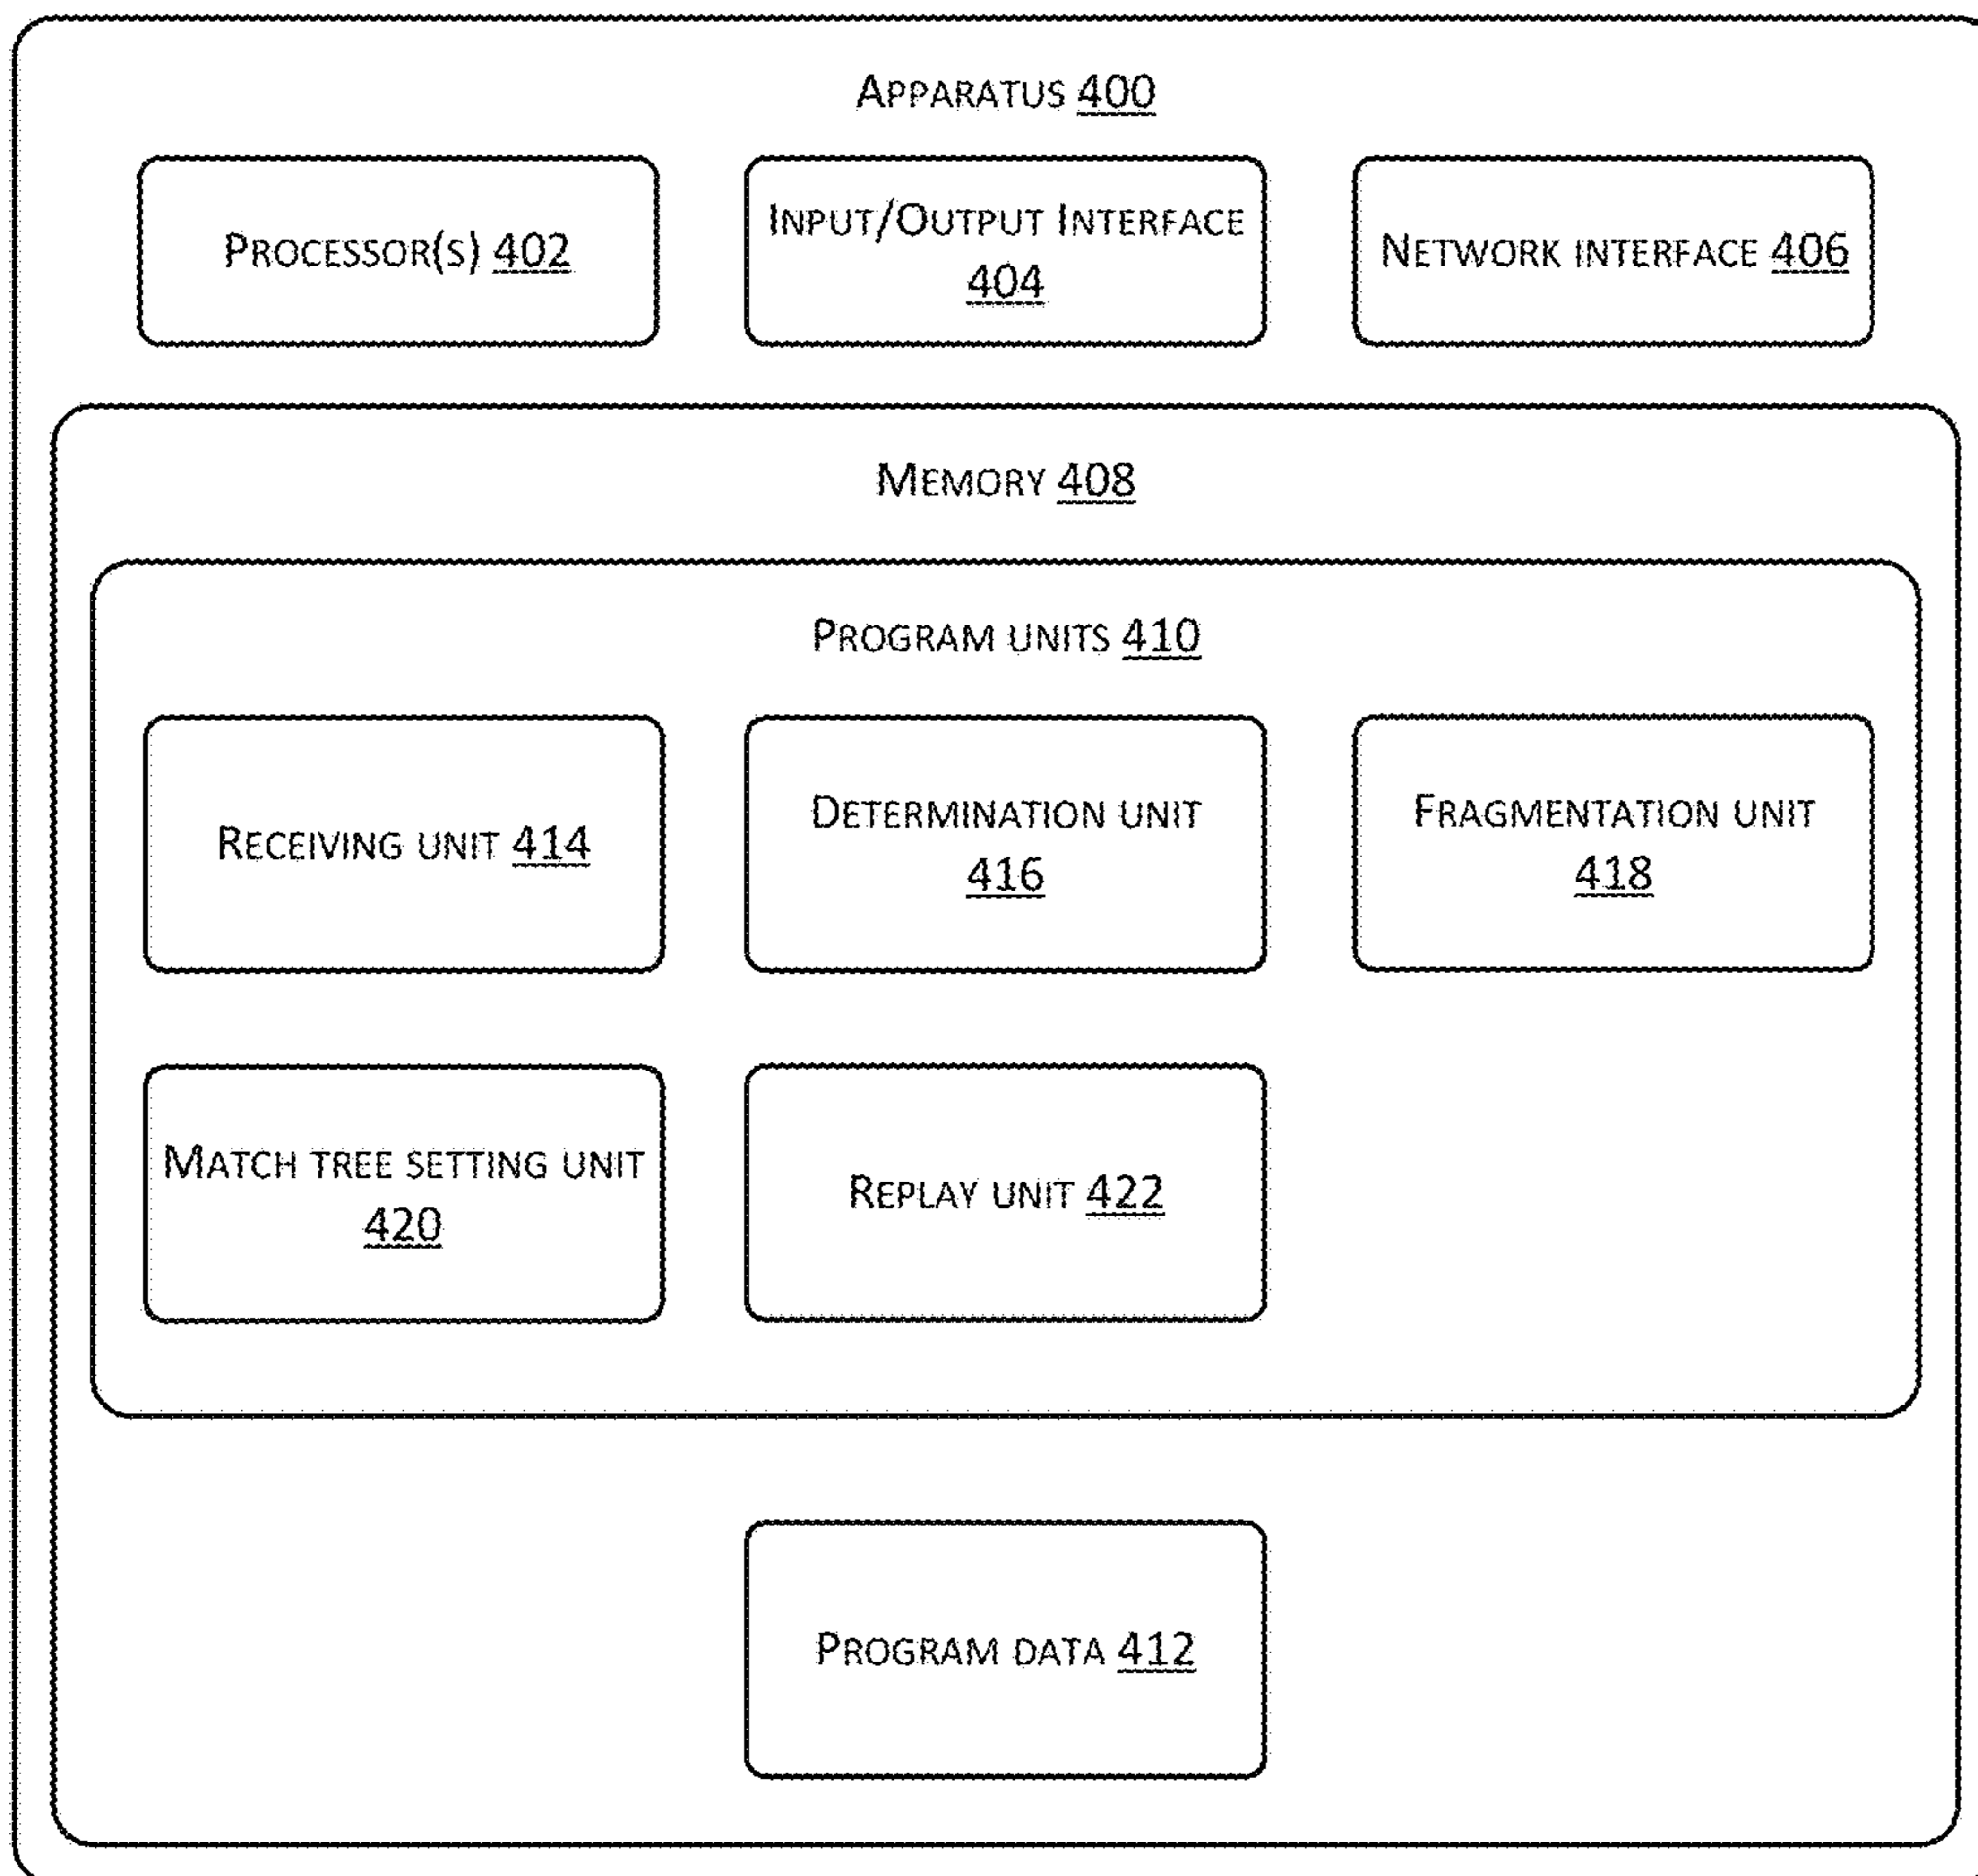 APPARATUS 400
PROCESSOR(S) 402
INPUT/OUTPUT INTERFACE
404
NETWORK INTERFACE 406
MEMORY 408
PROGRAM UNITS 410
RECEIVING UNIT 414
DETERMINATION UNIT
416
FRAGMENTATION UNIT
418
MATCH TREE SETTING UNIT
420
REPLAY UNIT 422
PROGRAM DATA 412